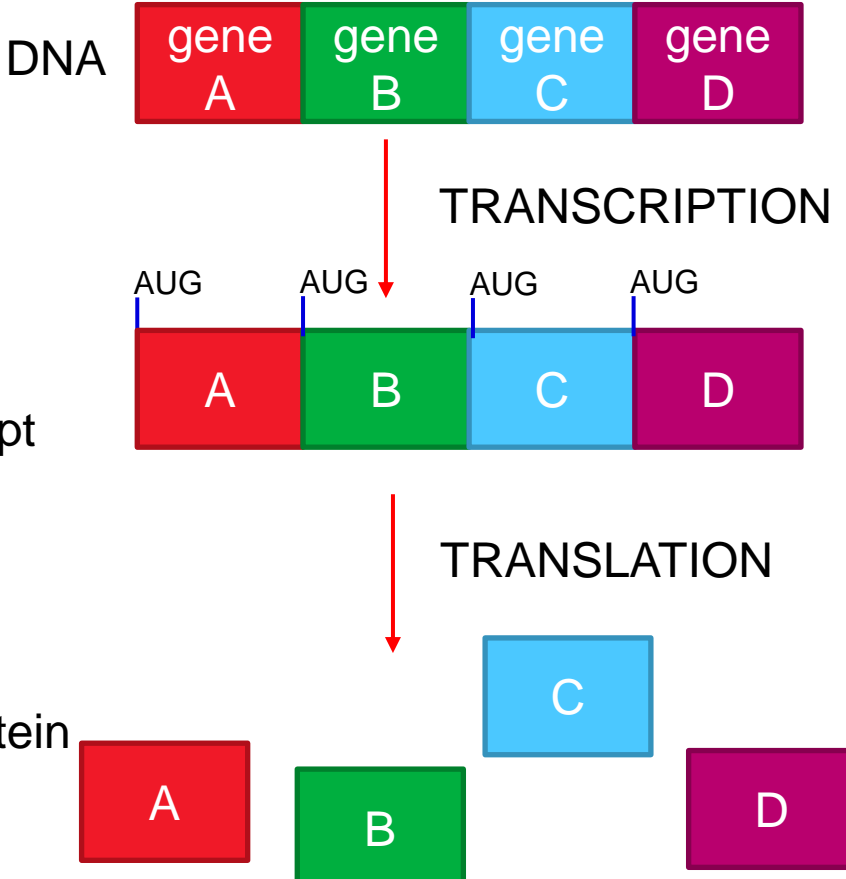 DNA
gene
A
gene
B
gene
C
gene
D
TRANSCRIPTION
AUG
AUG
AUG
AUG
A
B
C
D
pt
TRANSLATION
C
tein
A
B
D